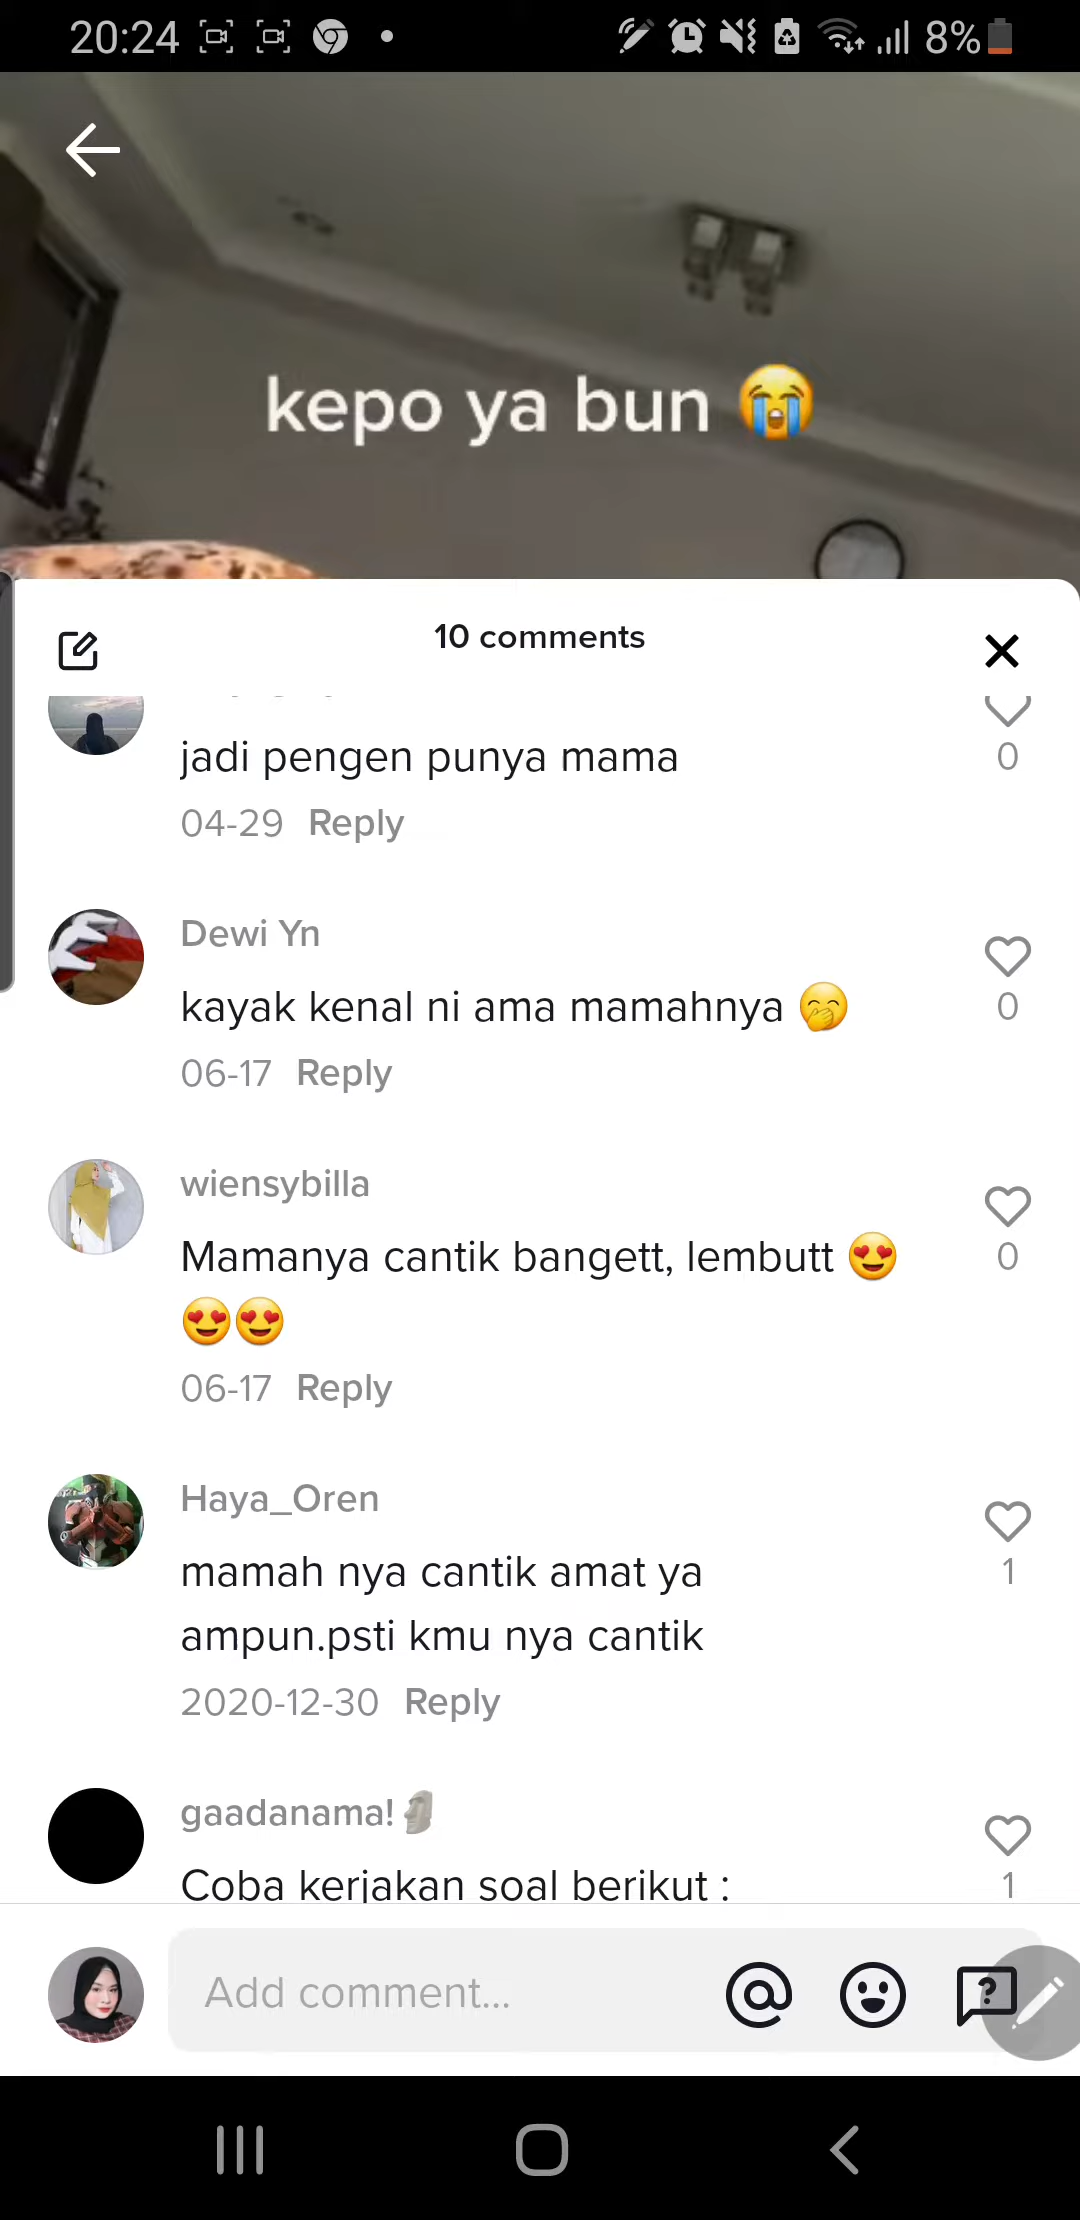 20:24
8%
kepo ya bun 😭
10 comments
jadi pengen punya mama
0
04-29 Reply
Dewi Yn
kayak kenal ni ama mamahnya 🤭
0
06-17 Reply
wiensybilla
Mamanya cantik bangett, lembutt 😍
😍😍
0
06-17 Reply
Haya_Oren
mamah nya cantik amat ya
ampun.psti kmu nya cantik
1
2020-12-30 Reply
gaadanama!🗿
Coba kerjakan soal berikut :
1
Add comment...